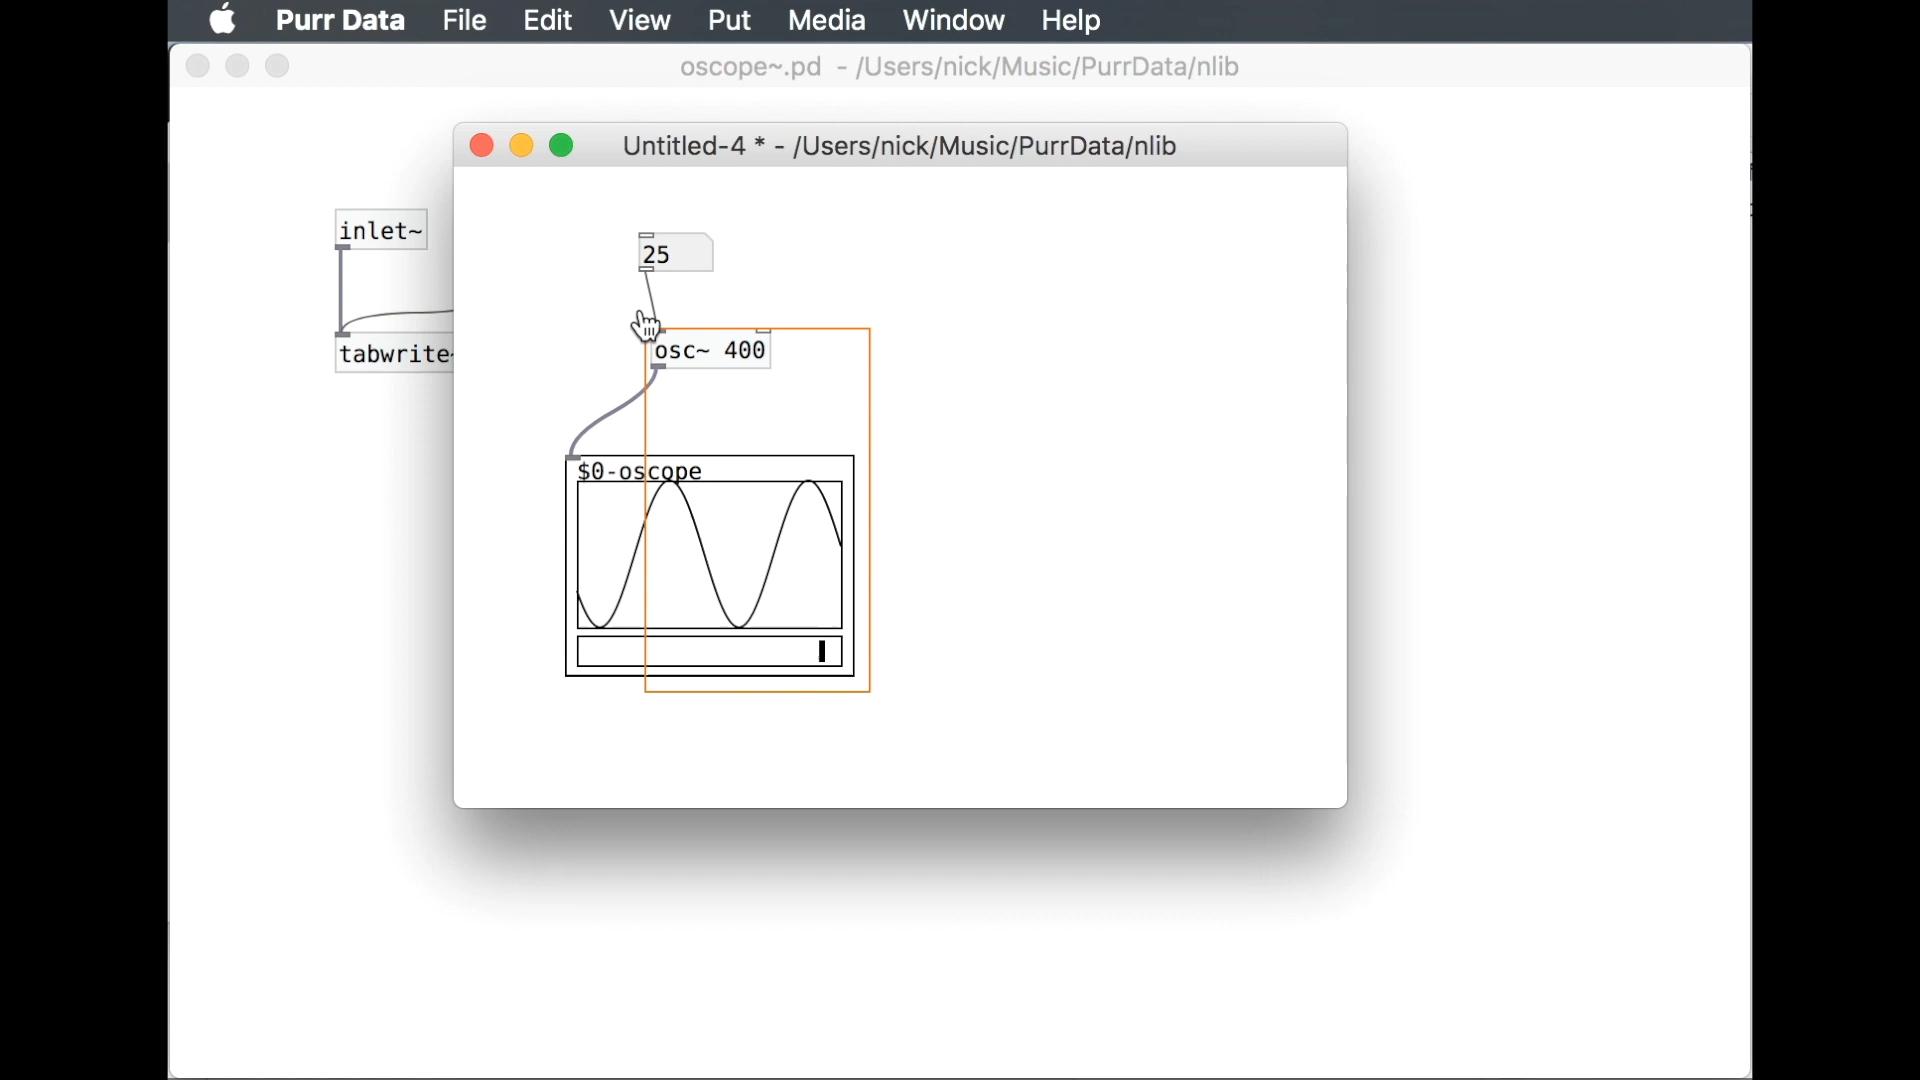 Purr Data File Edit View Put Media Window Help
oscope~.pd - /Users/nick/Music/PurrData/nlib
Untitled-4 * - /Users/nick/Music/PurrData/nlib
inlet~
25
tabwrite~
osc~ 400
$0-oscope